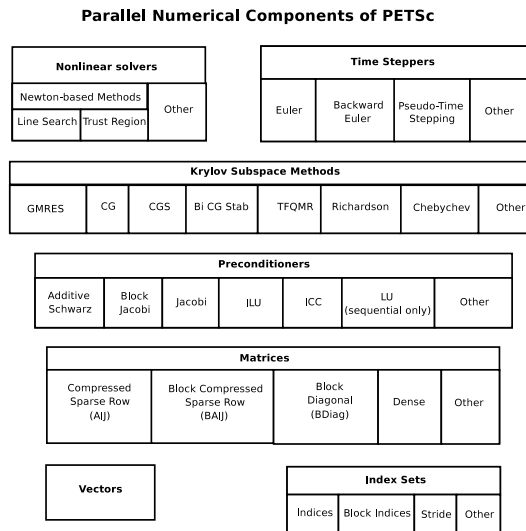 Parallel Numerical Components of PETSc
Nonlinear solvers
Newton-based Methods
Line Search
Trust Region
Other
Time Steppers
Euler
Backward
Euler
Pseudo-Time
Stepping
Other
Krylov Subspace Methods
GMRES
CG
CGS
Bi CG Stab
TFQMR
Richardson
Chebychev
Other
Preconditioners
Additive
Schwarz
Block
Jacobi
Jacobi
ILU
ICC
LU
(sequential only)
Other
Matrices
Compressed
Sparse Row
(AIJ)
Block Compressed
Sparse Row
(BAIJ)
Block
Diagonal
(BDiag)
Dense
Other
Vectors
Index Sets
Indices
Block Indices
Stride
Other